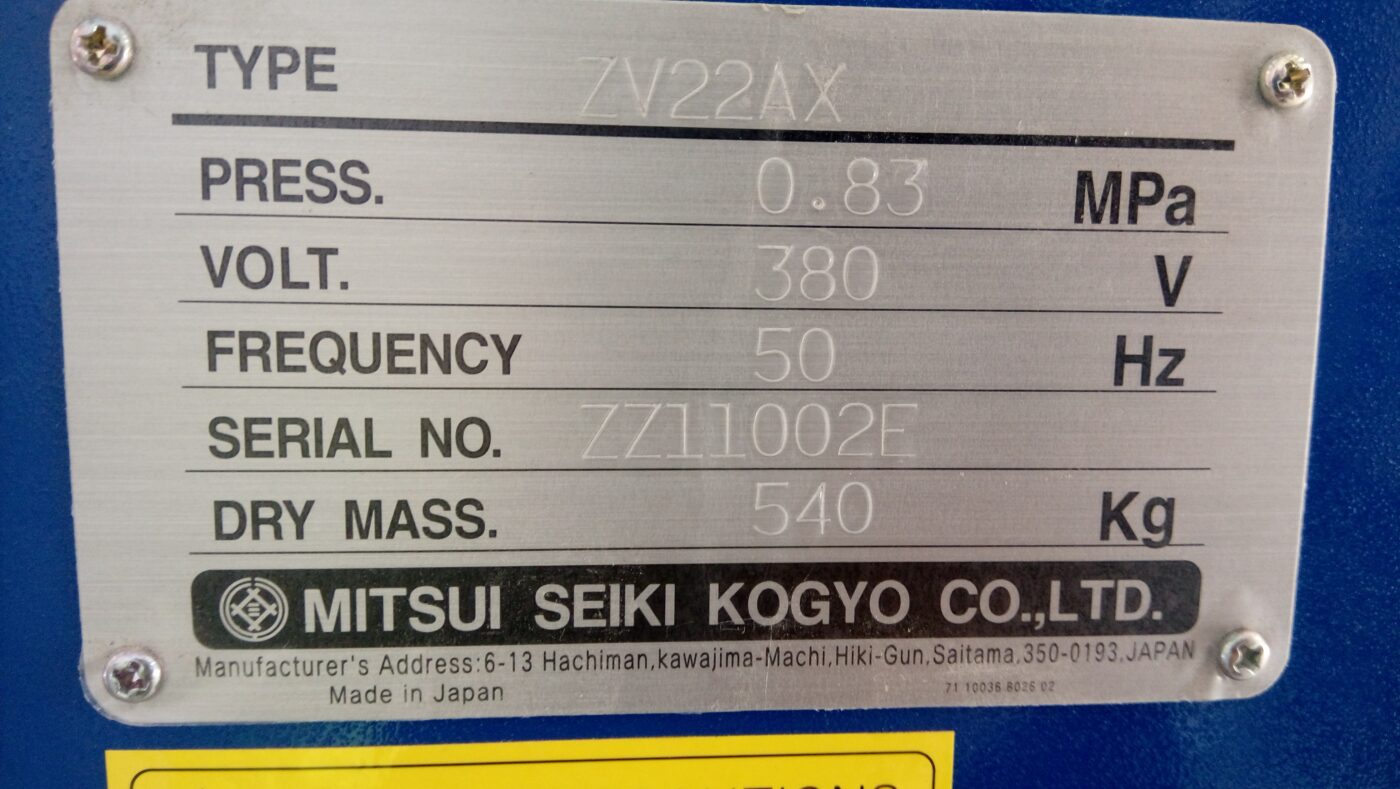 TYPE ZV22AX
PRESS. 0.83 MPa
VOLT. 380 V
FREQUENCY 50 Hz
SERIAL NO. ZZ11002E
DRY MASS. 540 Kg
MITSUI SEIKI KOGYO CO.,LTD.
Manufacturer's Address:6-13 Hachiman,kawajima-Machi,Hiki-Gun,Saitama,350-0193,JAPAN
Made in Japan 71 10036 8026 02